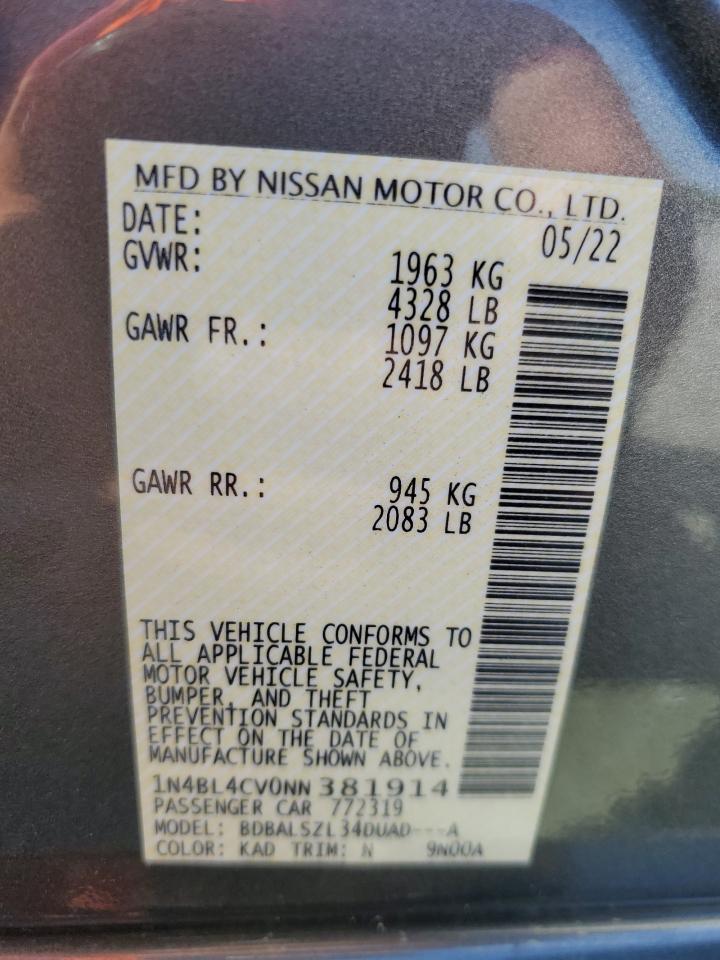 MFD BY NISSAN MOTOR CO., LTD.
DATE: 05/22
GVWR: 1963 KG
4328 LB
GAWR FR.: 1097 KG
2418 LB
GAWR RR.: 945 KG
2083 LB
THIS VEHICLE CONFORMS TO
ALL APPLICABLE FEDERAL
MOTOR VEHICLE SAFETY,
BUMPER, AND THEFT
PREVENTION STANDARDS IN
EFFECT ON THE DATE OF
MANUFACTURE SHOWN ABOVE.
1N4BL4CV0NN381914
PASSENGER CAR 772319
MODEL: BDBALSZL34DUAD---A
COLOR: KAD TRIM: N 9N00A